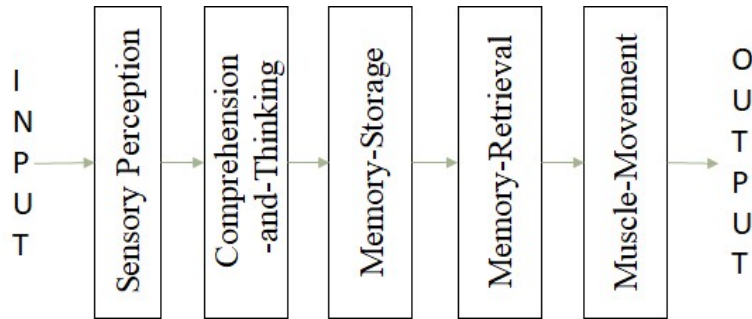 INPUT
Sensory Perception
Comprehension
-and-Thinking
Memory-Storage
Memory-Retrieval
Muscle-Movement
OUTPUT